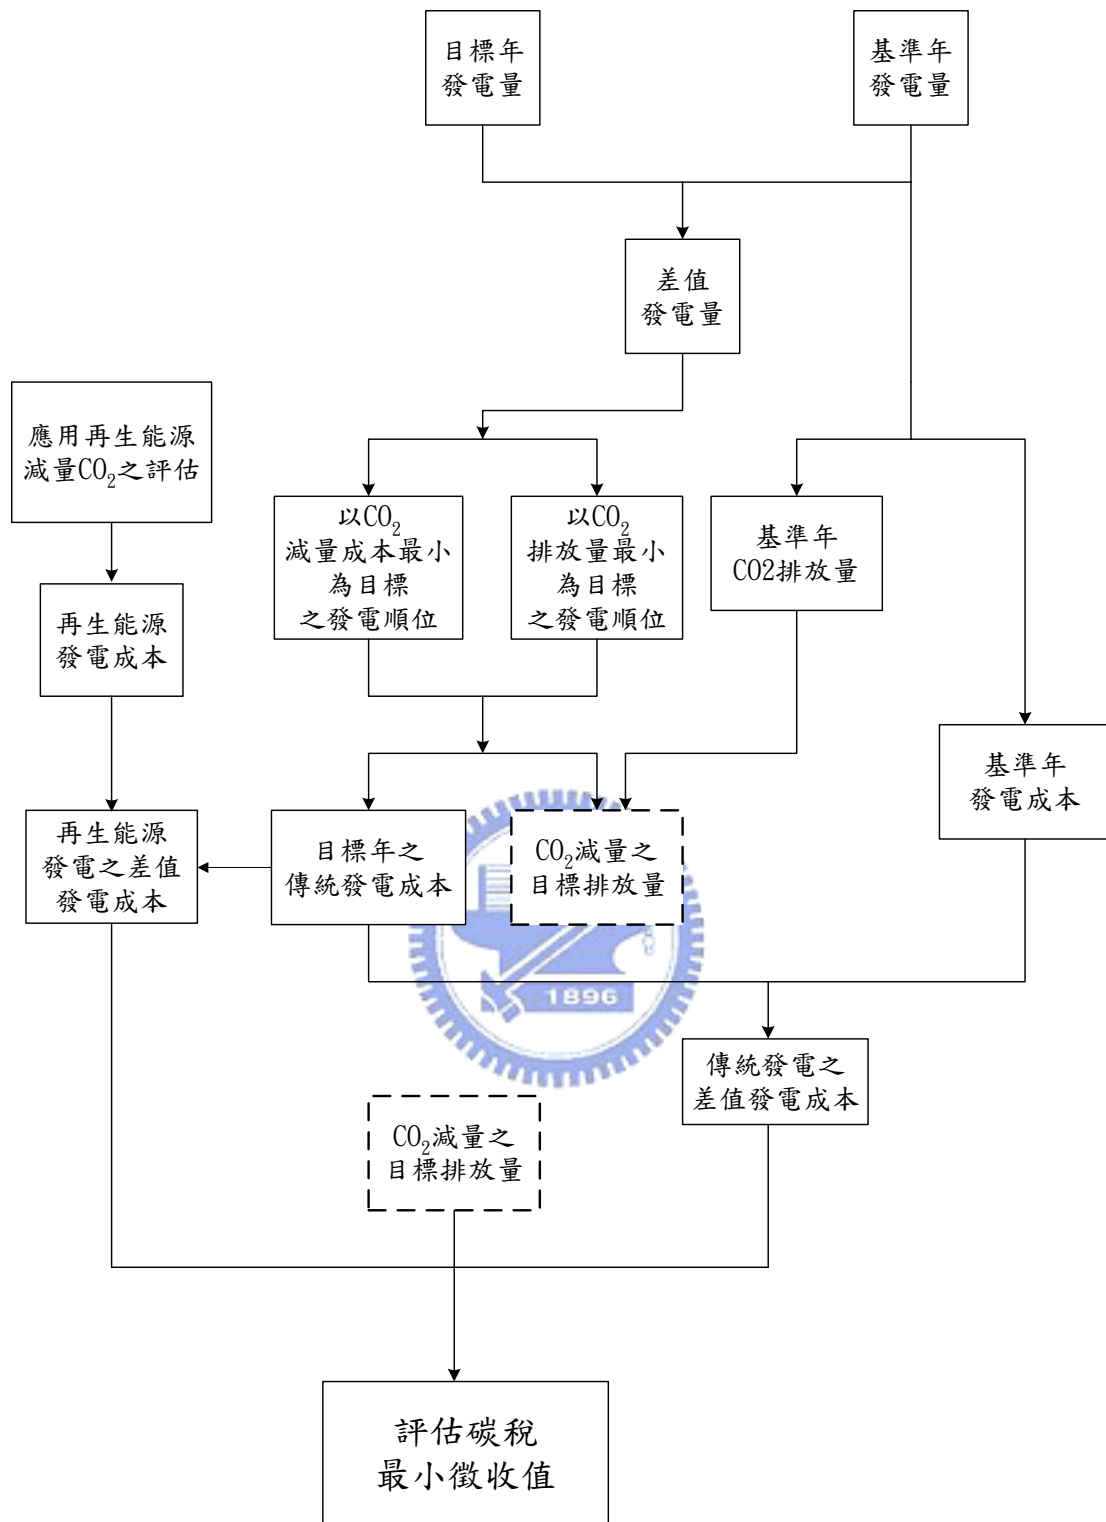 目標年
發電量
基準年
發電量
差值
發電量
應用再生能源
減量CO₂之評估
以CO₂
減量成本最小
為目標
之發電順位
以CO₂
排放量最小
為目標
之發電順位
基準年
CO2排放量
再生能源
發電成本
基準年
發電成本
再生能源
發電之差值
發電成本
目標年之
傳統發電成本
CO₂減量之
目標排放量
1896
傳統發電之
差值發電成本
CO₂減量之
目標排放量
評估碳稅
最小徵收值